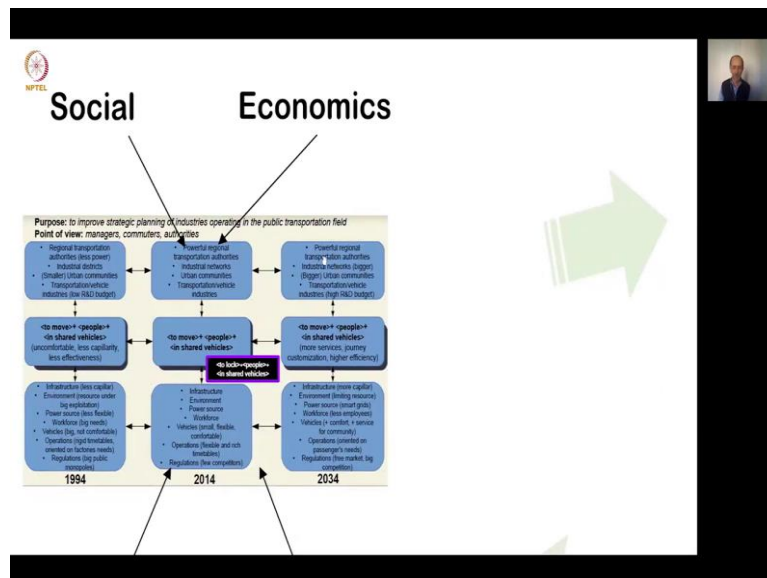 NPTEL
Social
Economics
Purpose: to improve strategic planning of industries operating in the public transportation field
Point of view: managers, commuters, authorities
• Regional transportation
authorities (less power)
• Industrial districts
• (Smaller) Urban communities
• Transportation/vehicle
industries (low R&D budget)
• Powerful regional
transportation authorities
• Industrial networks
• Urban communities
• Transportation/vehicle
industries
• Powerful regional
transportation authorities
• Industrial networks (bigger)
• (Bigger) Urban communities
• Transportation/vehicle
industries (high R&D budget)
<to move>+ <people>+
<in shared vehicles>
(uncomfortable, less capillarity,
less effectiveness)
<to move>+ <people>+
<in shared vehicles>
<to lock>+<people>+
<in shared vehicles>
<to move>+ <people>+
<in shared vehicles>
(more services, journey
customization, higher efficiency)
• Infrastructure (less capillar)
• Environment (resource under
big exploitation)
• Power source (less flexible)
• Workforce (big needs)
• Vehicles (big, not comfortable)
• Operations (rigid timetables,
oriented on factories needs)
• Regulations (big public
monopoles)
• Infrastructure
• Environment
• Power source
• Workforce
• Vehicles (small, flexible,
comfortable)
• Operations (flexible and rich
timetables)
• Regulations (few competitors)
• Infrastructure (more capillar)
• Environment (limiting resource)
• Power source (smart grids)
• Workforce (less employees)
• Vehicles (+ comfort, + service
for community)
• Operations (oriented on
passenger's needs)
• Regulations (free market, big
competition)
1994
2014
2034